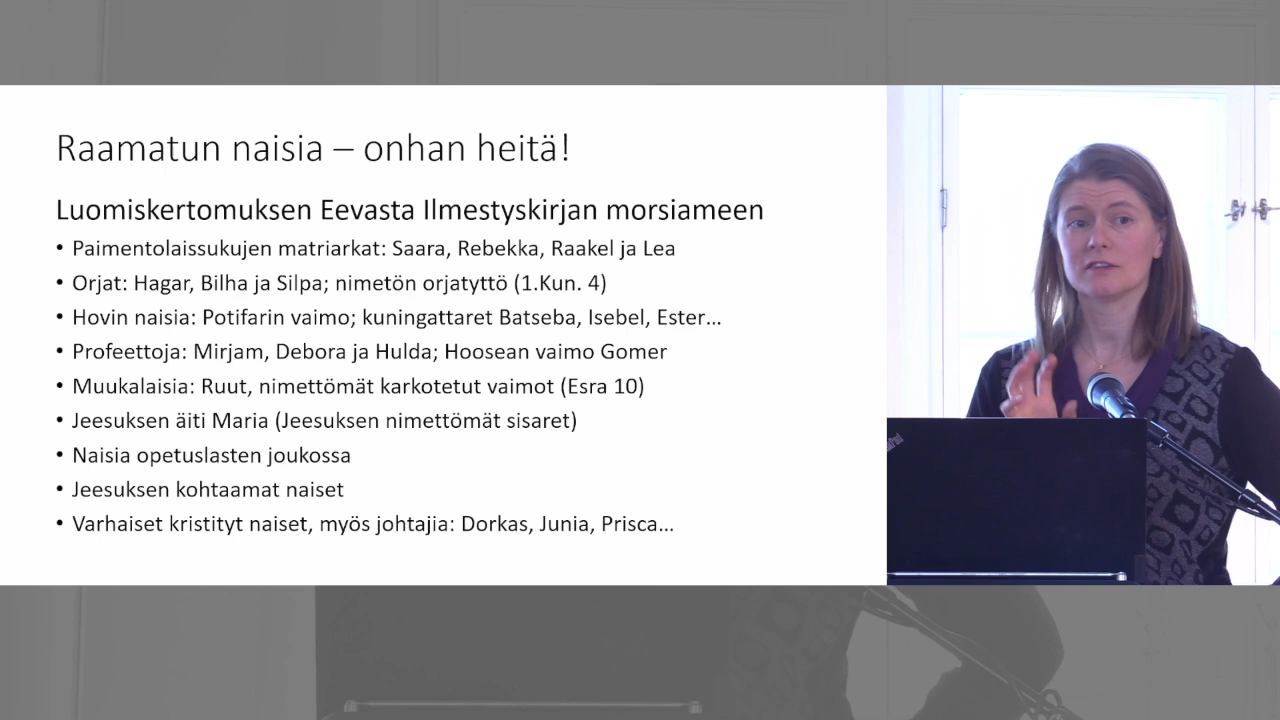 Raamatun naisia – onhan heitä!
Luomiskertomuksen Eevasta Ilmestyskirjan morsiameen
• Paimentolaissukujen matriarkat: Saara, Rebekka, Raakel ja Lea
• Orjat: Hagar, Bilha ja Silpa; nimetön orjatyttö (1.Kun. 4)
• Hovin naisia: Potifarin vaimo; kuningattaret Batseba, Isebel, Ester…
• Profeettoja: Mirjam, Debora ja Hulda; Hoosean vaimo Gomer
• Muukalaisia: Ruut, nimettömät karkotetut vaimot (Esra 10)
• Jeesuksen äiti Maria (Jeesuksen nimettömät sisaret)
• Naisia opetuslasten joukossa
• Jeesuksen kohtaamat naiset
• Varhaiset kristityt naiset, myös johtajia: Dorkas, Junia, Prisca…